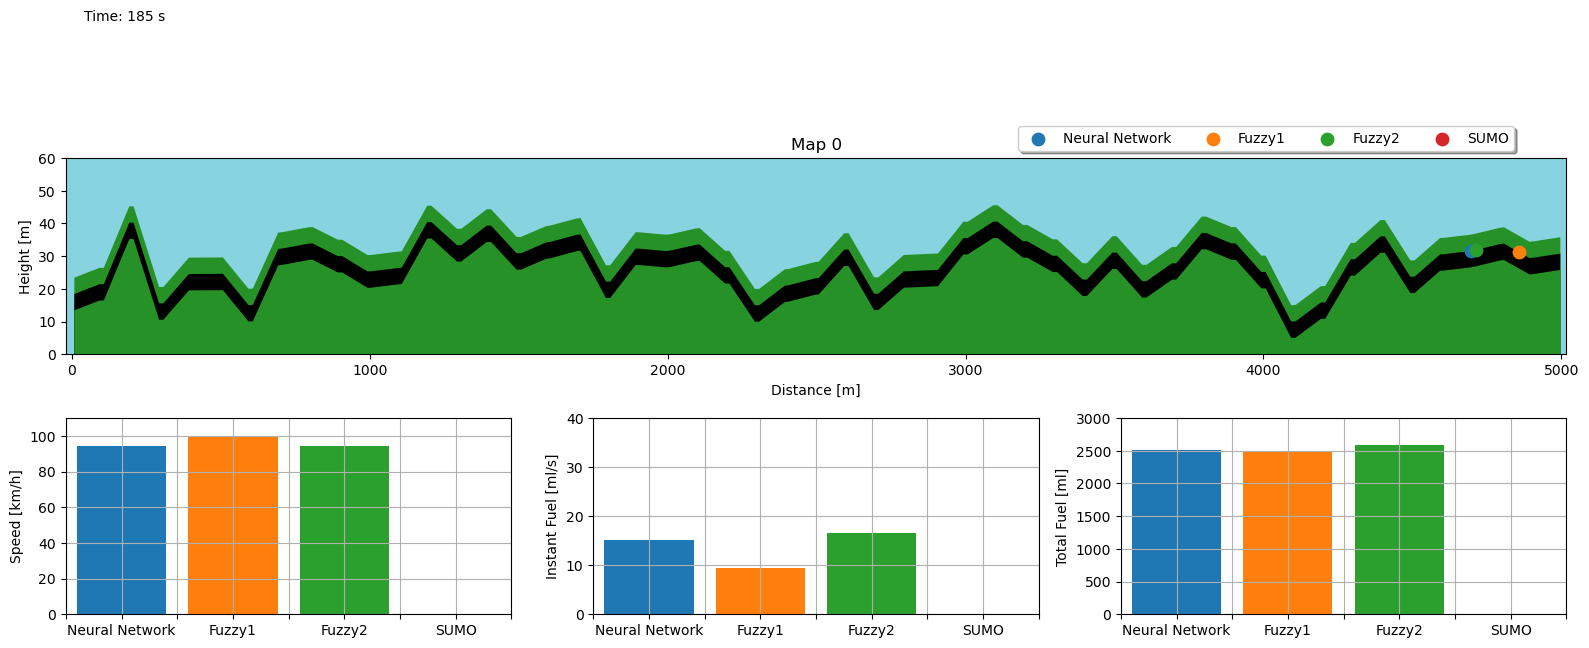 Time: 185 s
Neural Network Fuzzy1 Fuzzy2 SUMO
Map 0
60
50
40
30
20
10
0
Height [m]
0 1000 2000 3000 4000 5000
Distance [m]
100
80
60
40
20
0
Speed [km/h]
Neural Network Fuzzy1 Fuzzy2 SUMO
40
30
20
10
0
Instant Fuel [ml/s]
Neural Network Fuzzy1 Fuzzy2 SUMO
3000
2500
2000
1500
1000
500
0
Total Fuel [ml]
Neural Network Fuzzy1 Fuzzy2 SUMO